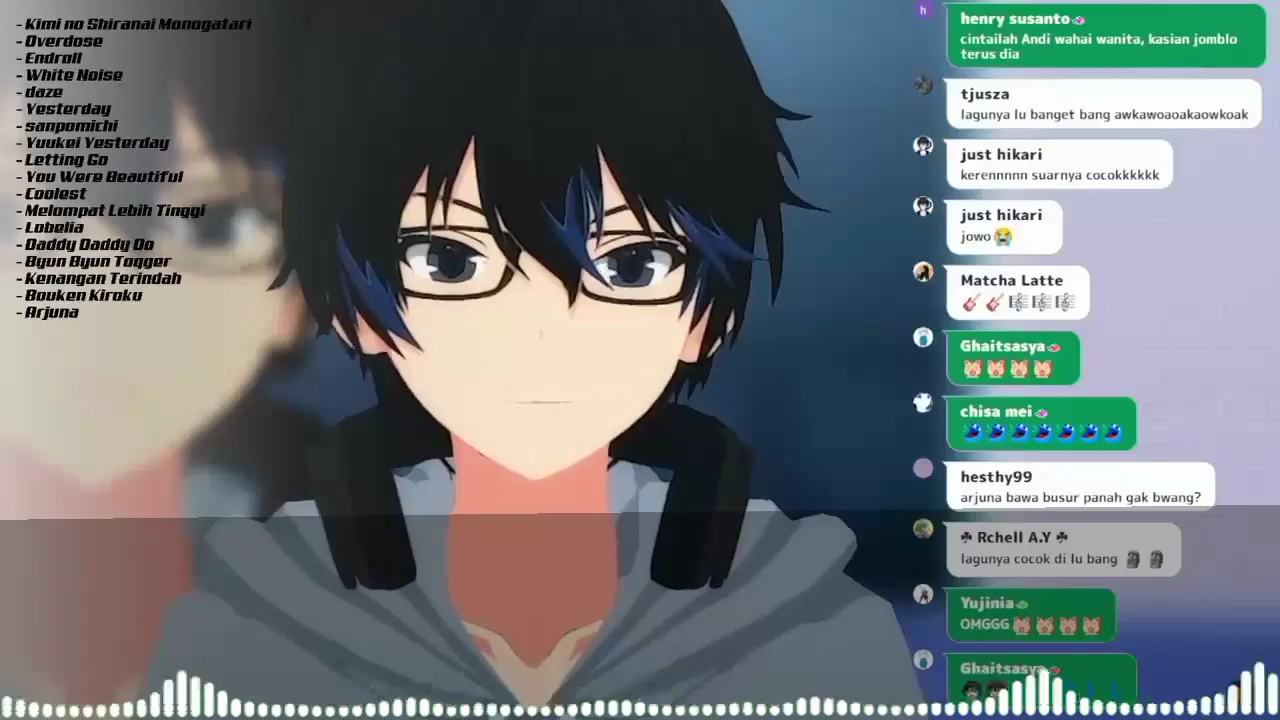 - Kimi no Shiranai Monogatari
- Overdose
- Endroll
- White Noise
- daze
- Yesterday
- sanpomichi
- Yuukei Yesterday
- Letting Go
- You Were Beautiful
- Coolest
- Melompat Lebih Tinggi
- Lobelia
- Daddy Daddy Do
- Byun Byun Togger
- Kenangan Terindah
- Bouken Kiroku
- Arjuna
h
henry susanto
cintailah Andi wahai wanita, kasian jomblo
terus dia
tjusza
lagunya lu banget bang awkawoaoakaowkoak
just hikari
kerennnnn suarnya cocokkkkkk
just hikari
jowo😭
Matcha Latte
🎸🎸🎼🎼🎼
Ghaitsasya
chisa mei
hesthy99
arjuna bawa busur panah gak bwang?
☘ Rchell A.Y ☘
lagunya cocok di lu bang 🗿 🗿
Yujinia
OMGGG
Ghaitsasya